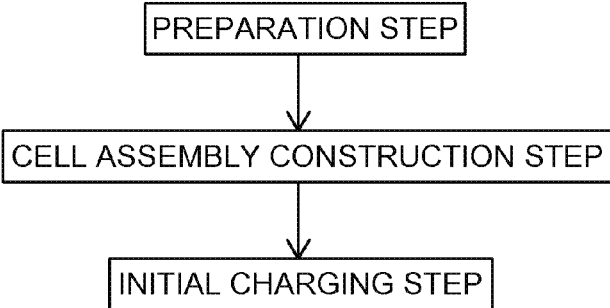 PREPARATION STEP
CELL ASSEMBLY CONSTRUCTION STEP
INITIAL CHARGING STEP